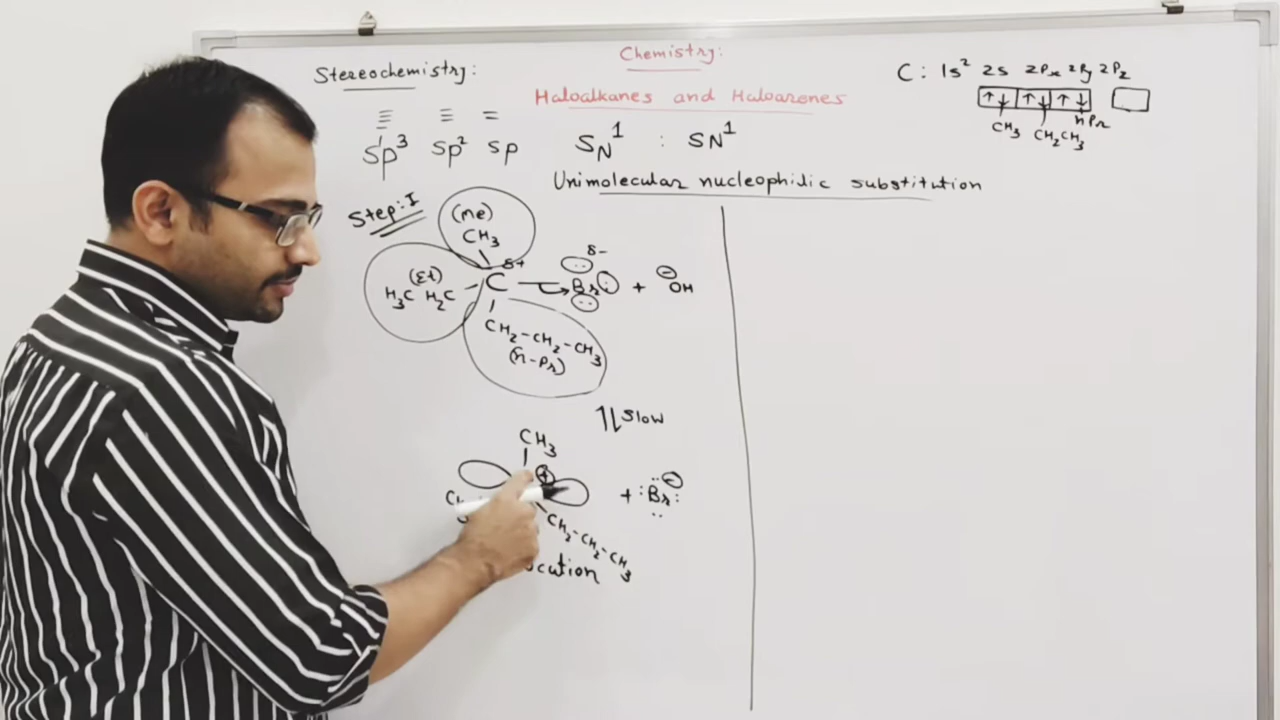 Stereochemistry:
Chemistry:
Haloalkanes and Haloarenes
C: 1s² 2s 2Px 2Py 2Pz
CH₃ CH₂CH₃ n Pr
sp³ sp² sp
SN¹ : SN¹
Unimolecular nucleophilic substitution
Step: I
(me)
CH₃
(Et)
H₃C H₂C C δ+ Br δ- + ⊖OH
CH₂-CH₂-CH₃
(n-Pr)
⇌ Slow
CH₃
⊕ + :Br: ⊖
CH₂-CH₂-CH₃